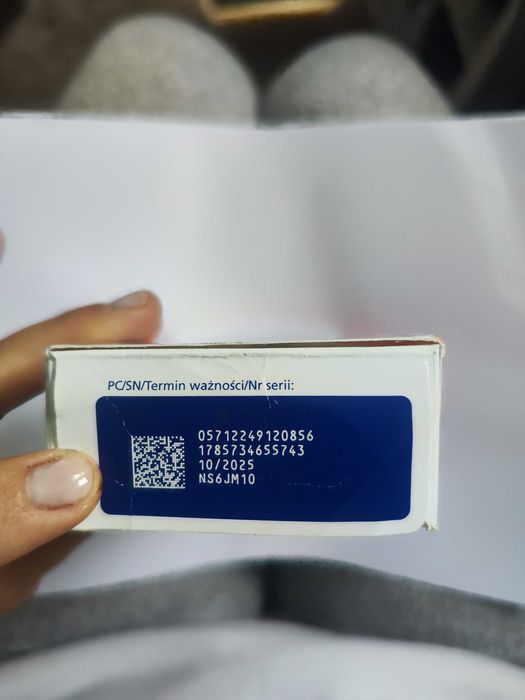 PC/SN/Termin ważności/Nr serii:
05712249120856
1785734655743
10/2025
NS6JM10